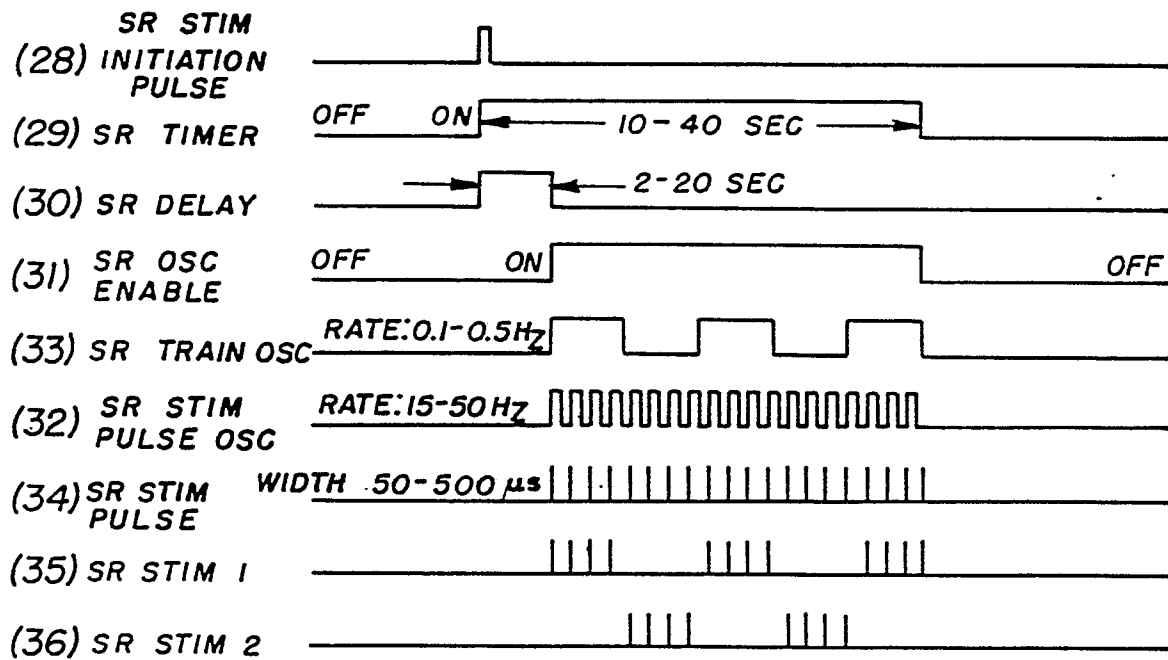 SR STIM
(28) INITIATION
PULSE
(29) SR TIMER OFF ON 10-40 SEC
(30) SR DELAY 2-20 SEC
(31) SR OSC
ENABLE OFF ON OFF
(33) SR TRAIN OSC RATE:0.1-0.5HZ
(32) SR STIM
PULSE OSC RATE:15-50HZ
(34) SR STIM
PULSE WIDTH 50-500 µs
(35) SR STIM 1
(36) SR STIM 2